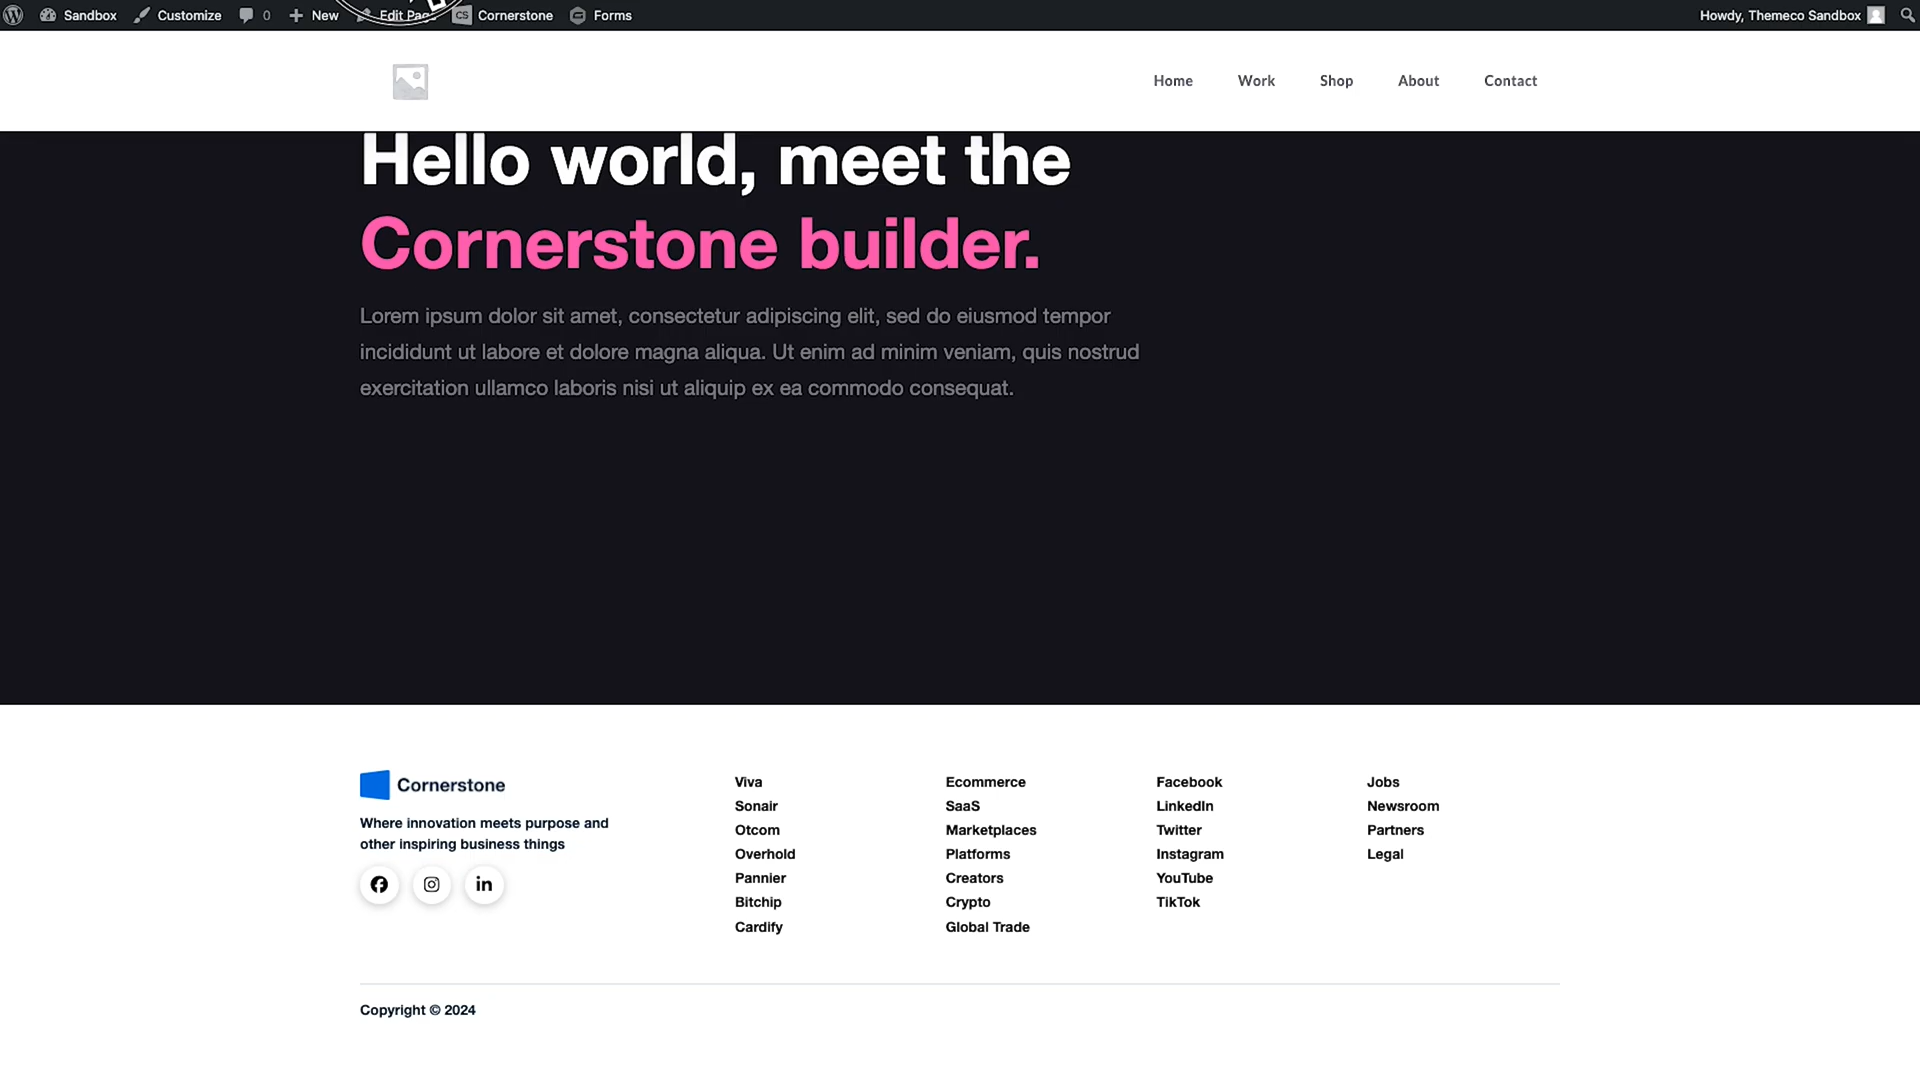 Sandbox Customize 0 New Edit Page CS Cornerstone Forms Howdy, Themeco Sandbox
Home Work Shop About Contact
Hello world, meet the
Cornerstone builder.
Lorem ipsum dolor sit amet, consectetur adipiscing elit, sed do eiusmod tempor
incididunt ut labore et dolore magna aliqua. Ut enim ad minim veniam, quis nostrud
exercitation ullamco laboris nisi ut aliquip ex ea commodo consequat.
Cornerstone
Where innovation meets purpose and
other inspiring business things
Viva
Sonair
Otcom
Overhold
Pannier
Bitchip
Cardify
Ecommerce
SaaS
Marketplaces
Platforms
Creators
Crypto
Global Trade
Facebook
LinkedIn
Twitter
Instagram
YouTube
TikTok
Jobs
Newsroom
Partners
Legal
Copyright © 2024